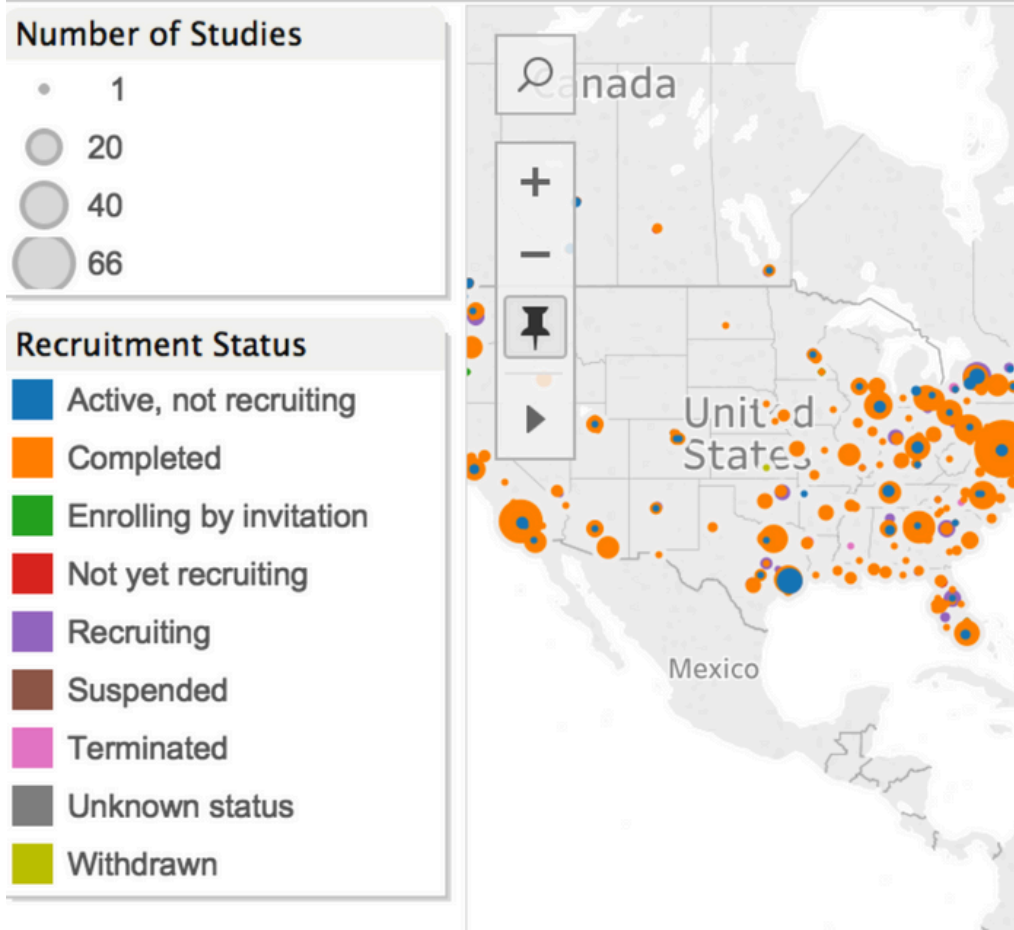 Number of Studies
1
20
40
66
Recruitment Status
Active, not recruiting
Completed
Enrolling by invitation
Not yet recruiting
Recruiting
Suspended
Terminated
Unknown status
Withdrawn
Canada
United
States
Mexico